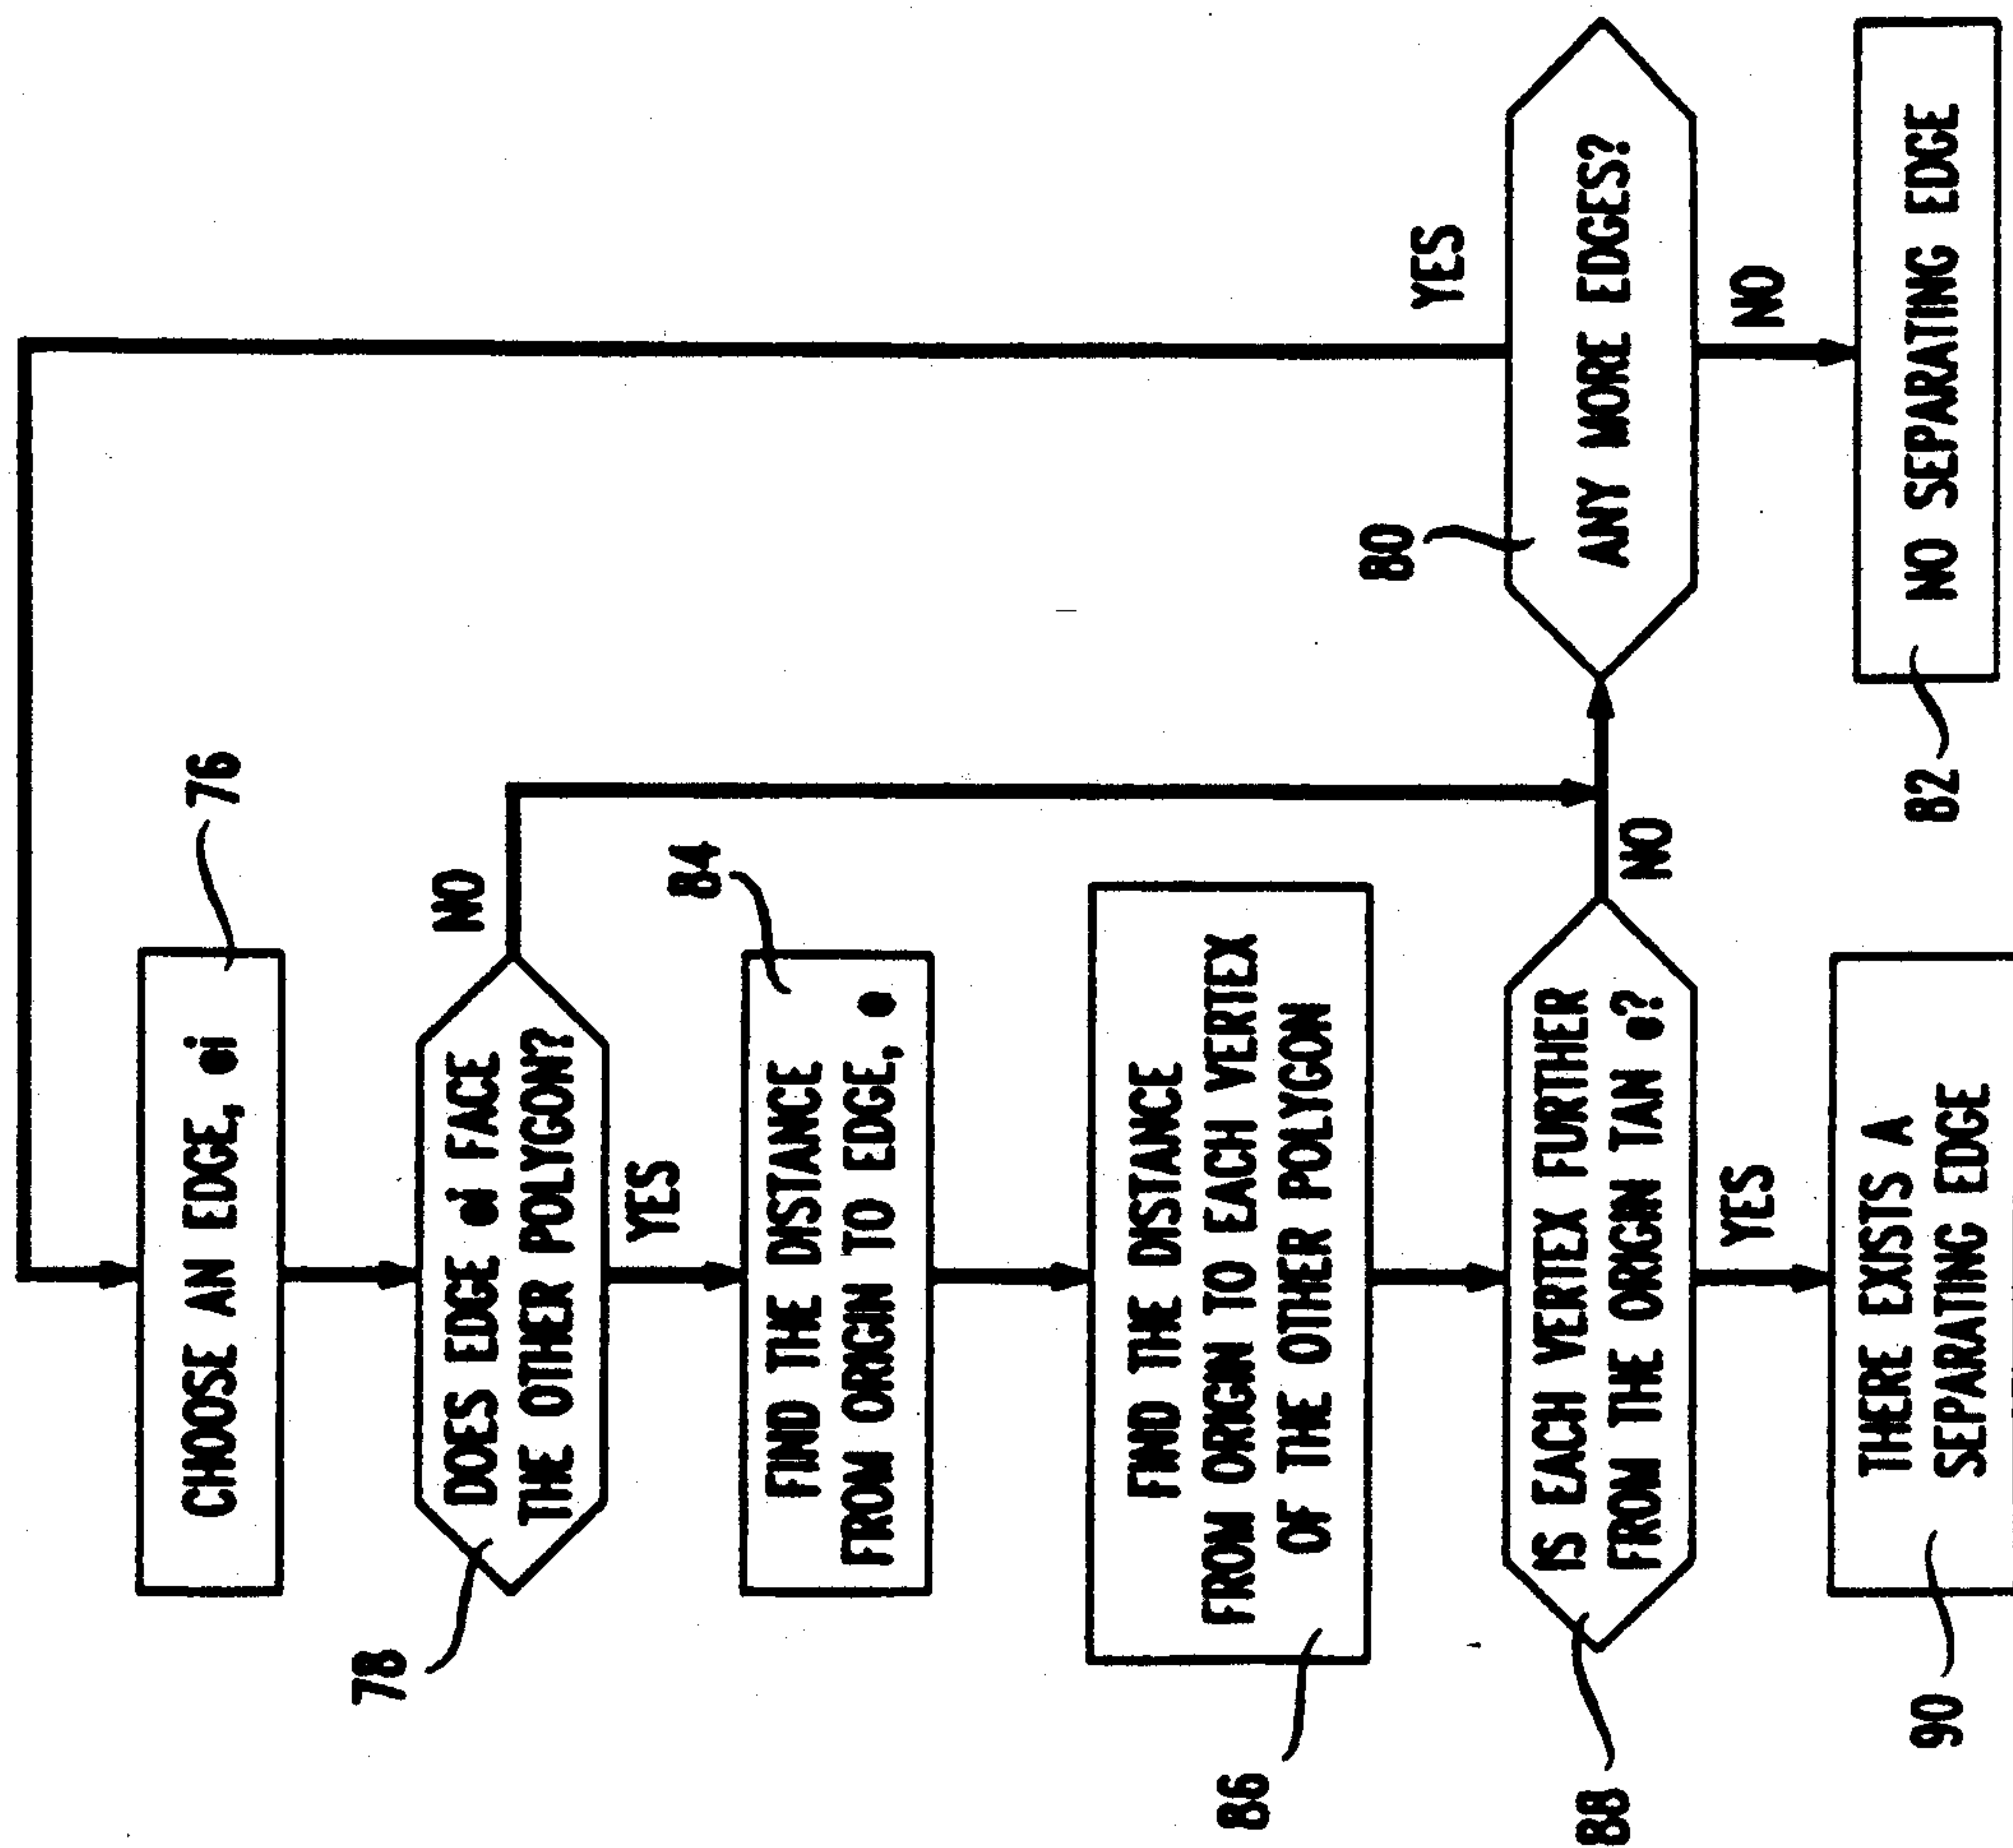 76
CHOOSE AN EDGE, ei
78
DOES EDGE ei FACE
THE OTHER POLYGON?
NO
YES
84
FIND THE DISTANCE
FROM ORIGIN TO EDGE, e
86
FIND THE DISTANCE
FROM ORIGIN TO EACH VERTEX
OF THE OTHER POLYGON
88
IS EACH VERTEX FURTHER
FROM THE ORIGIN TAN e?
NO
YES
90
THERE EXISTS A
SEPARATING EDGE
80
YES
ANY MORE EDGES?
NO
82
NO SEPARATING EDGE